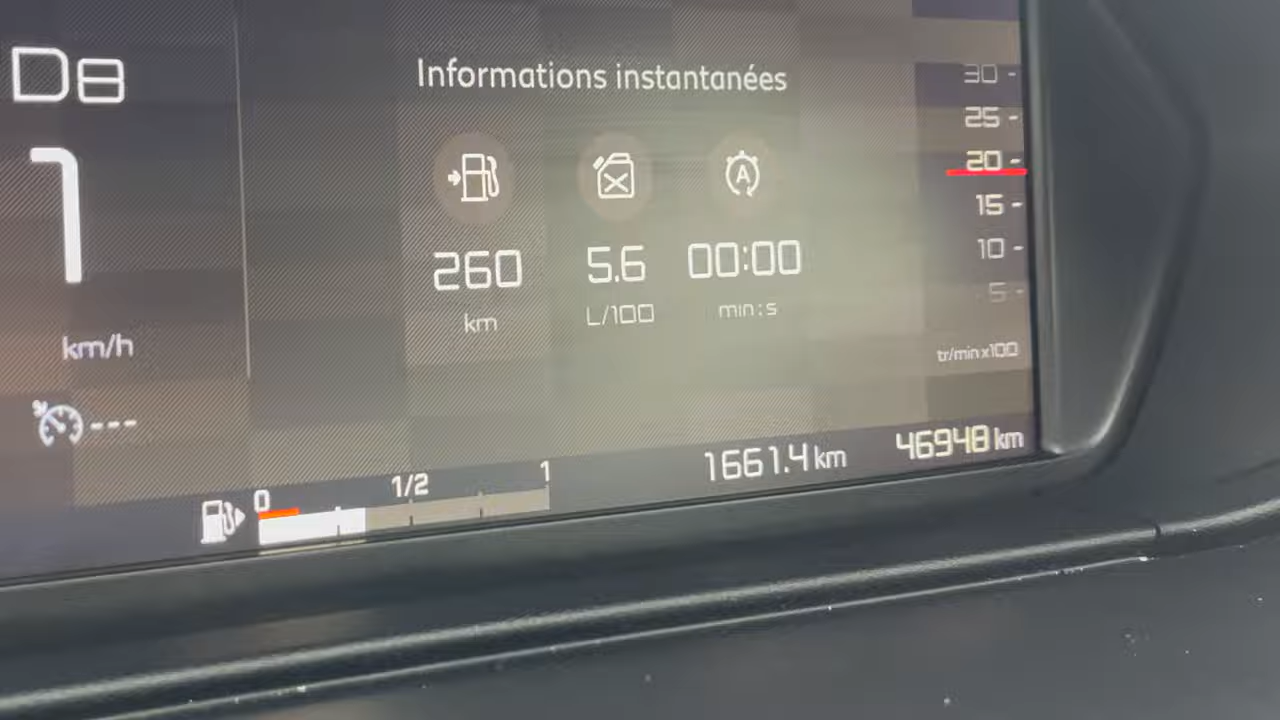 D8
1
km/h
---
Informations instantanées
A
260 5.6 00:00
km L/100 min:s
30
25
20
15
10
5
tr/min x100
0 1/2 1
1661.4 km
46948 km